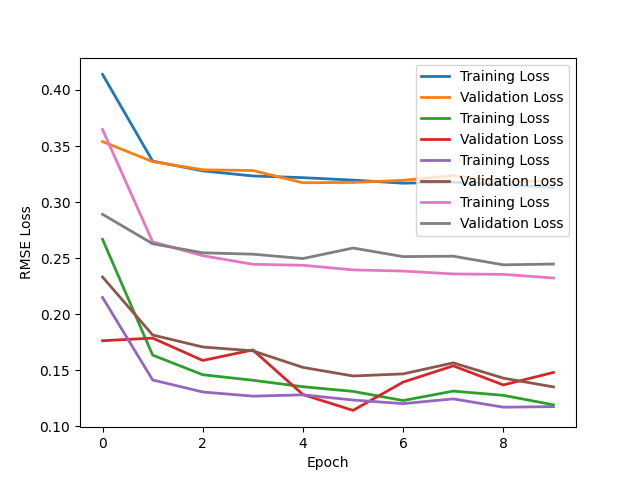 0.40
0.35
0.30
0.25
0.20
0.15
0.10
RMSE Loss
0 2 4 6 8
Epoch
Training Loss
Validation Loss
Training Loss
Validation Loss
Training Loss
Validation Loss
Training Loss
Validation Loss